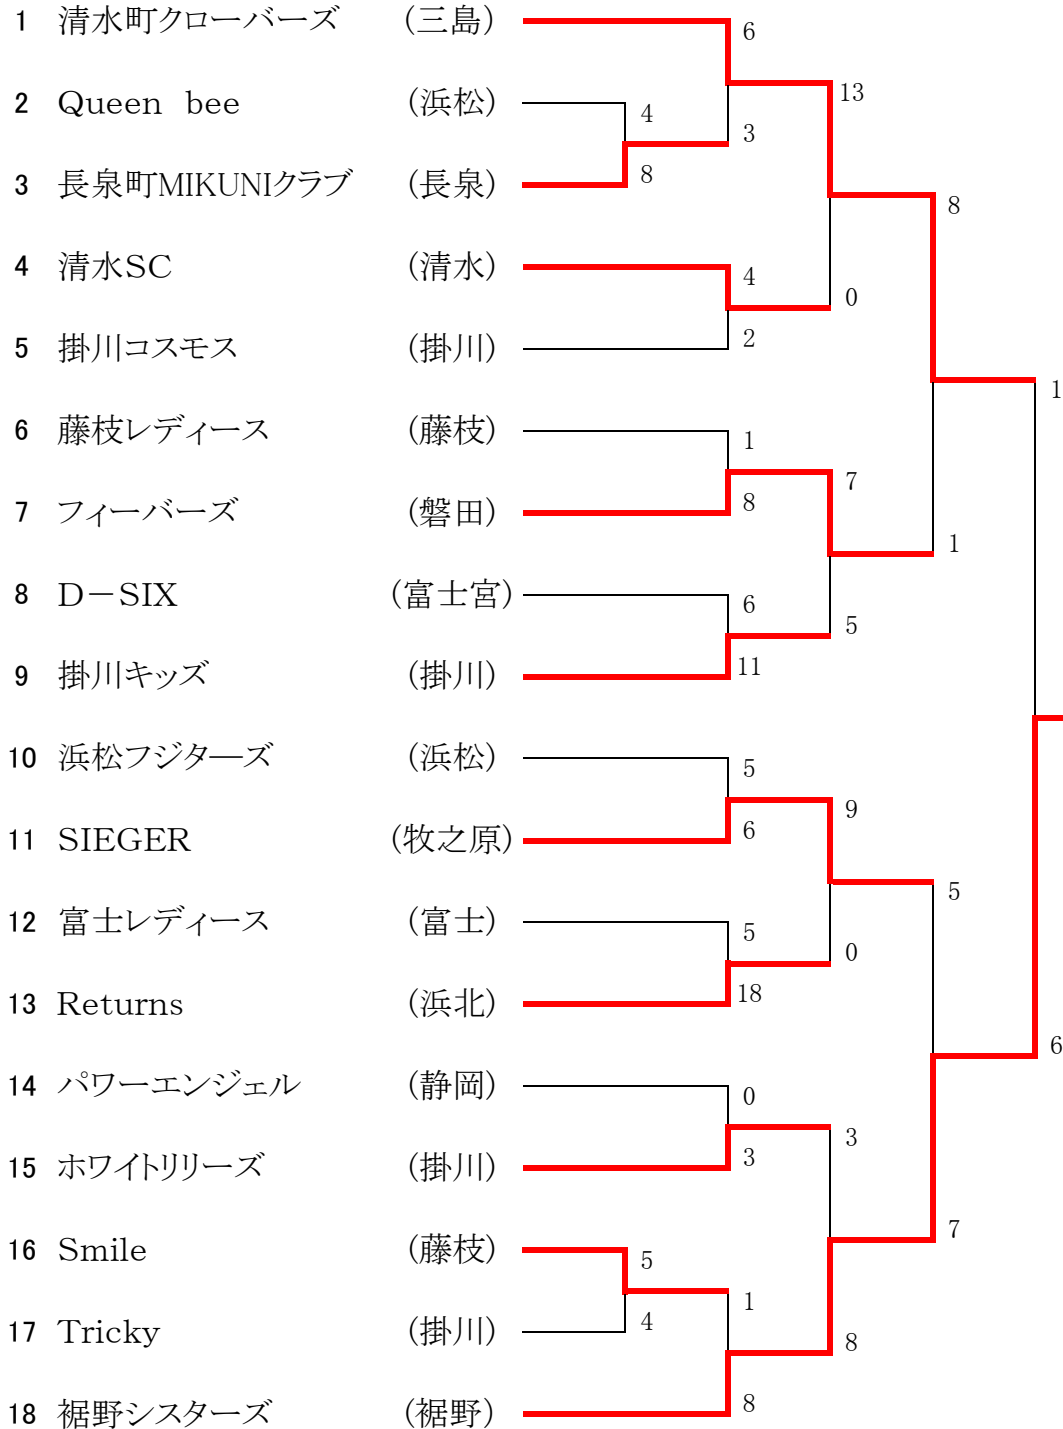 1 清水町クローバーズ (三島)
6
2 Queen bee (浜松)
13
4
3
3 長泉町MIKUNIクラブ (長泉)
8
8
4 清水SC (清水)
4
0
5 掛川コスモス (掛川)
2
1
6 藤枝レディース (藤枝)
1
7
7 フィーバーズ (磐田)
8
1
8 D－SIX (富士宮)
6
5
9 掛川キッズ (掛川)
11
10 浜松フジターズ (浜松)
5
9
11 SIEGER (牧之原)
6
5
12 富士レディース (富士)
5
0
13 Returns (浜北)
18
6
14 パワーエンジェル (静岡)
0
3
15 ホワイトリリーズ (掛川)
3
7
16 Smile (藤枝)
5
1
17 Tricky (掛川)
4
8
18 裾野シスターズ (裾野)
8